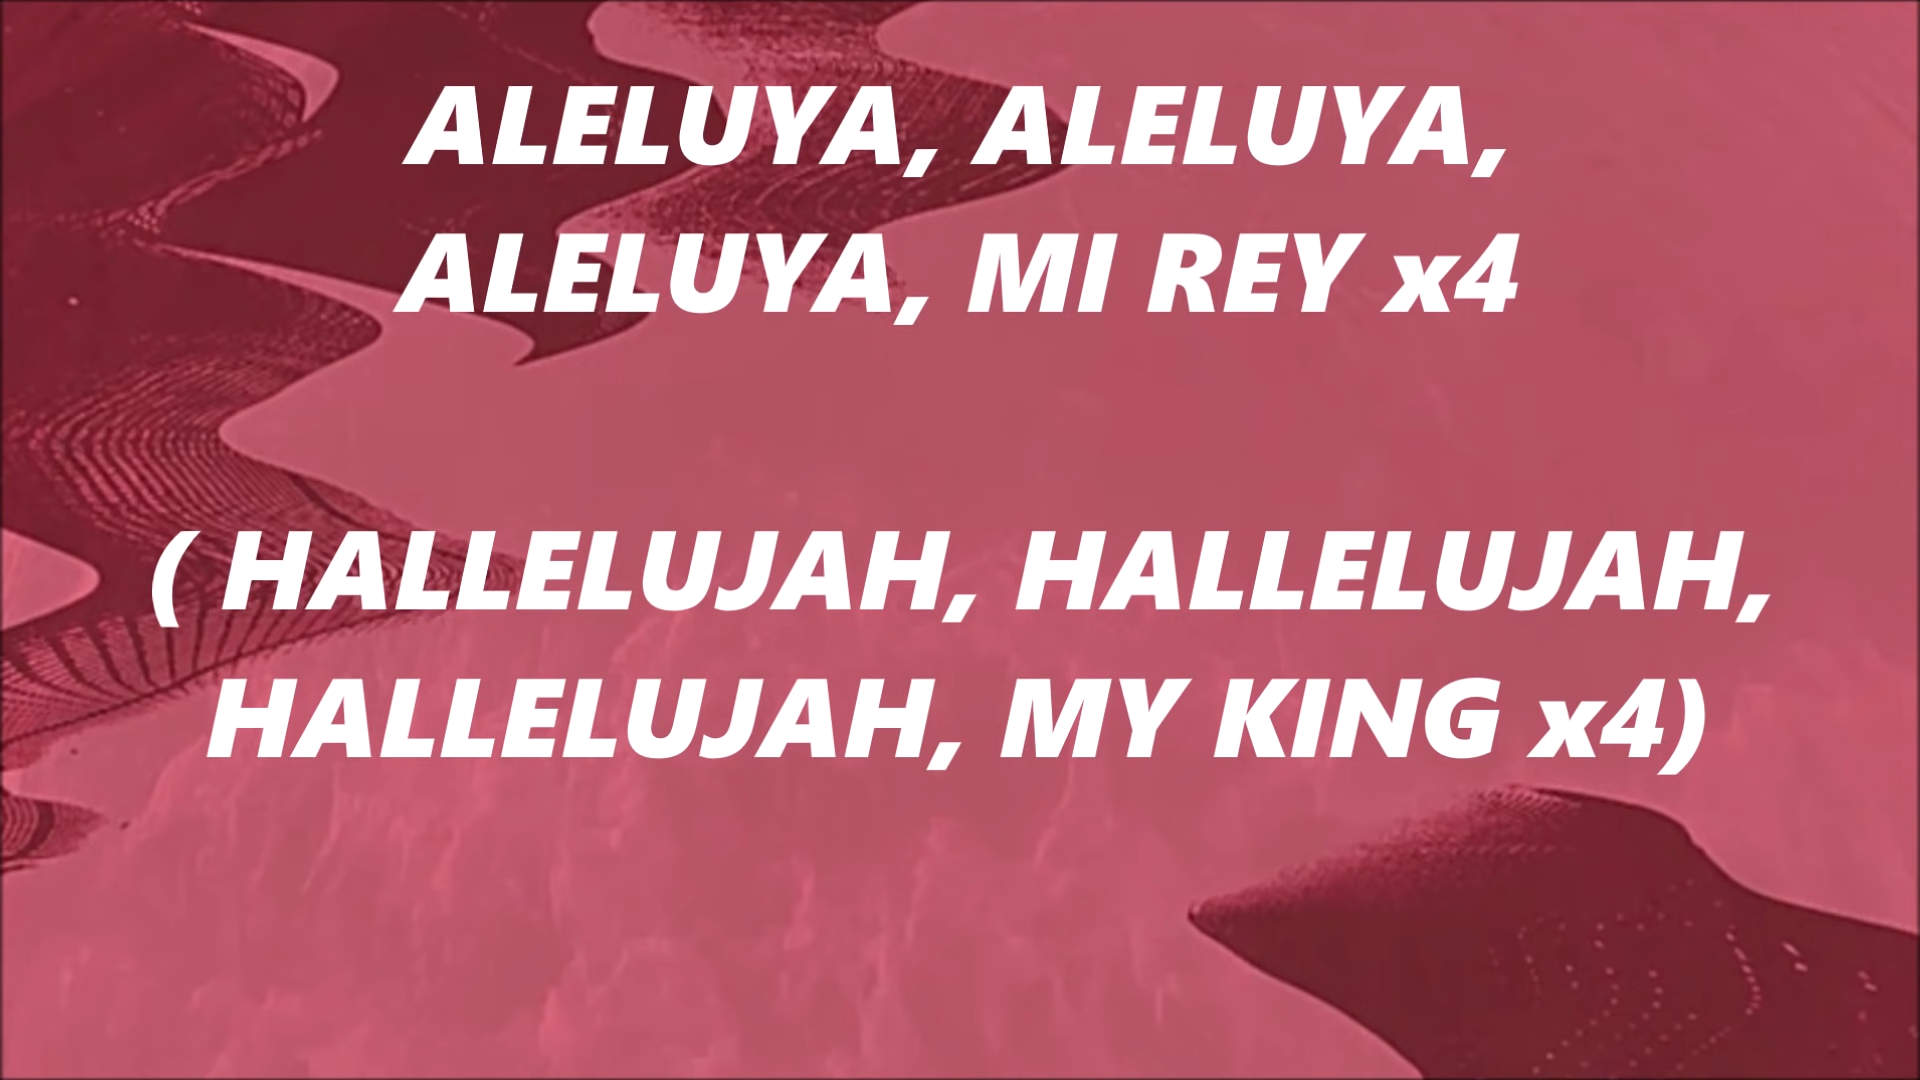 ALELUYA, ALELUYA,
ALELUYA, MI REY x4
( HALLELUJAH, HALLELUJAH,
HALLELUJAH, MY KING x4)